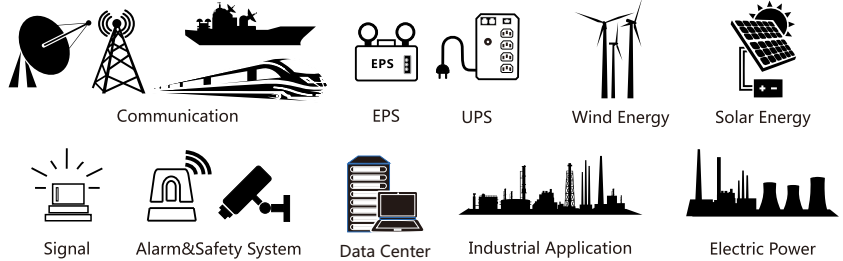 EPS
Communication
EPS
UPS
Wind Energy
Solar Energy
Signal
Alarm&Safety System
Data Center
Industrial Application
Electric Power